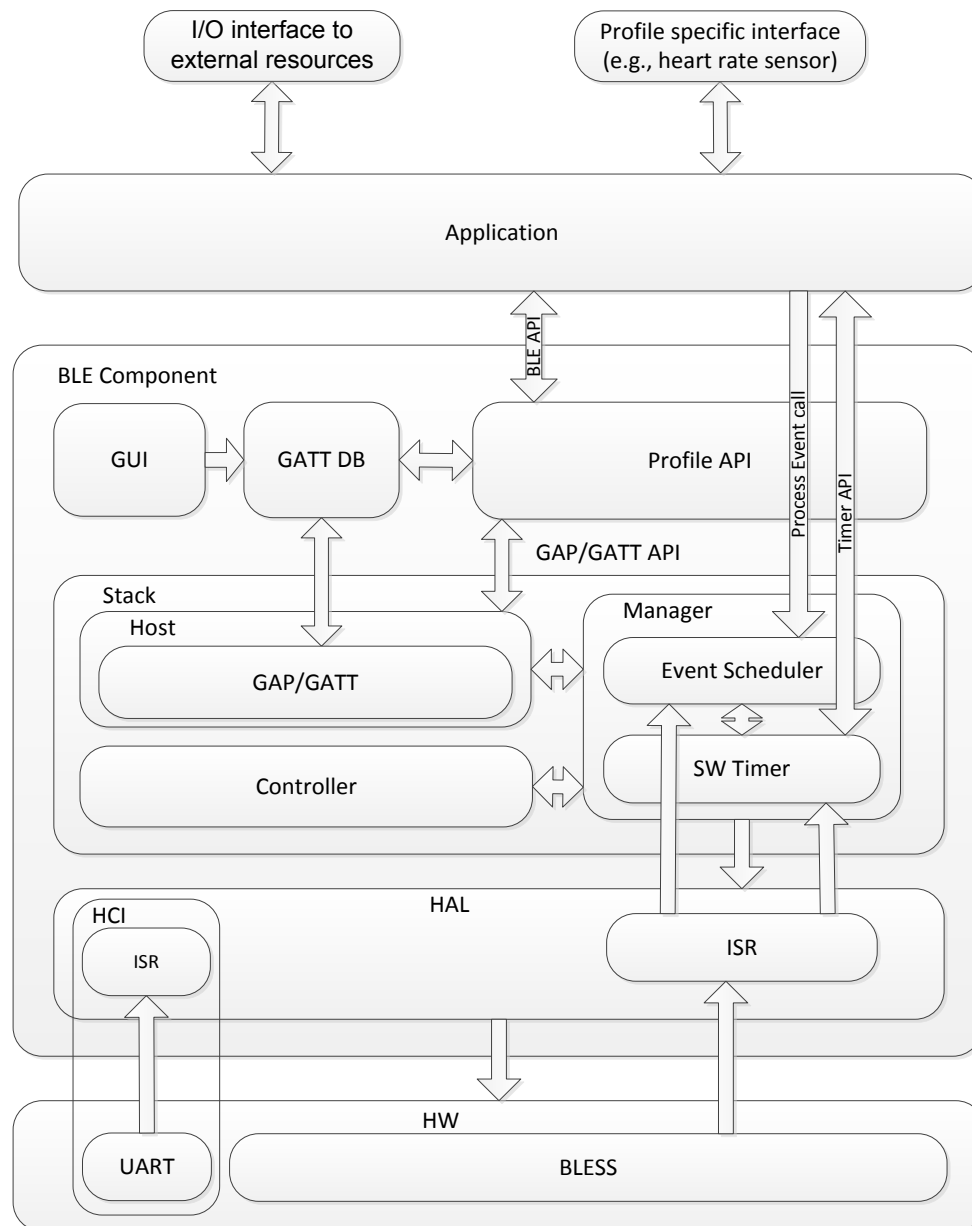 I/O interface to
external resources
Profile specific interface
(e.g., heart rate sensor)
Application
BLE API
Process Event call
Timer API
BLE Component
GUI
GATT DB
Profile API
GAP/GATT API
Stack
Host
GAP/GATT
Manager
Event Scheduler
SW Timer
Controller
HAL
HCI
ISR
ISR
HW
UART
BLESS